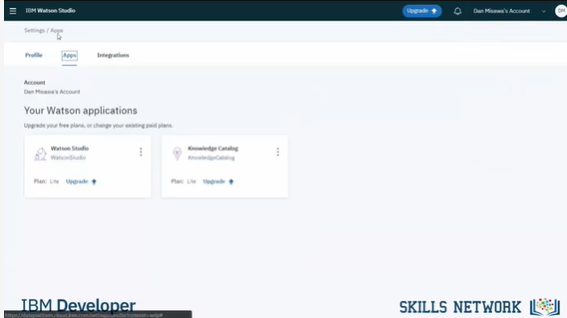 IBM Watson Studio
Upgrade
Dan Misawa's Account
DM
Settings / Apps
Profile
Apps
Integrations
Account
Dan Misawa's Account
Your Watson applications
Upgrade your free plans, or change your existing paid plans.
Watson Studio
WatsonStudio
Plan: Lite Upgrade
Knowledge Catalog
KnowledgeCatalog
Plan: Lite Upgrade
IBM Developer
SKILLS NETWORK